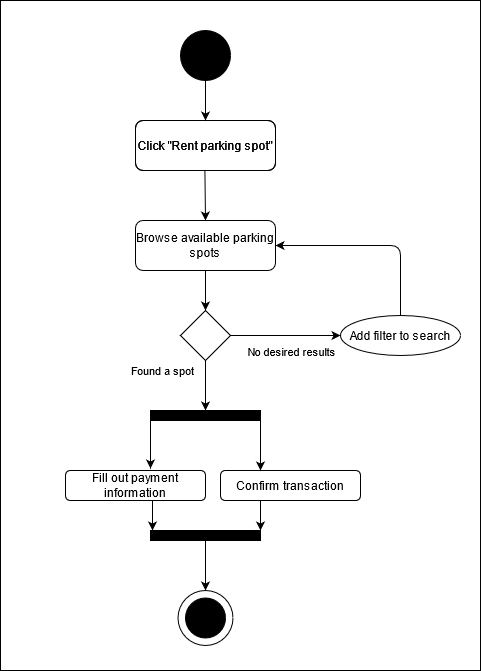 Click "Rent parking spot"
Browse available parking
spots
No desired results
Add filter to search
Found a spot
Fill out payment
information
Confirm transaction